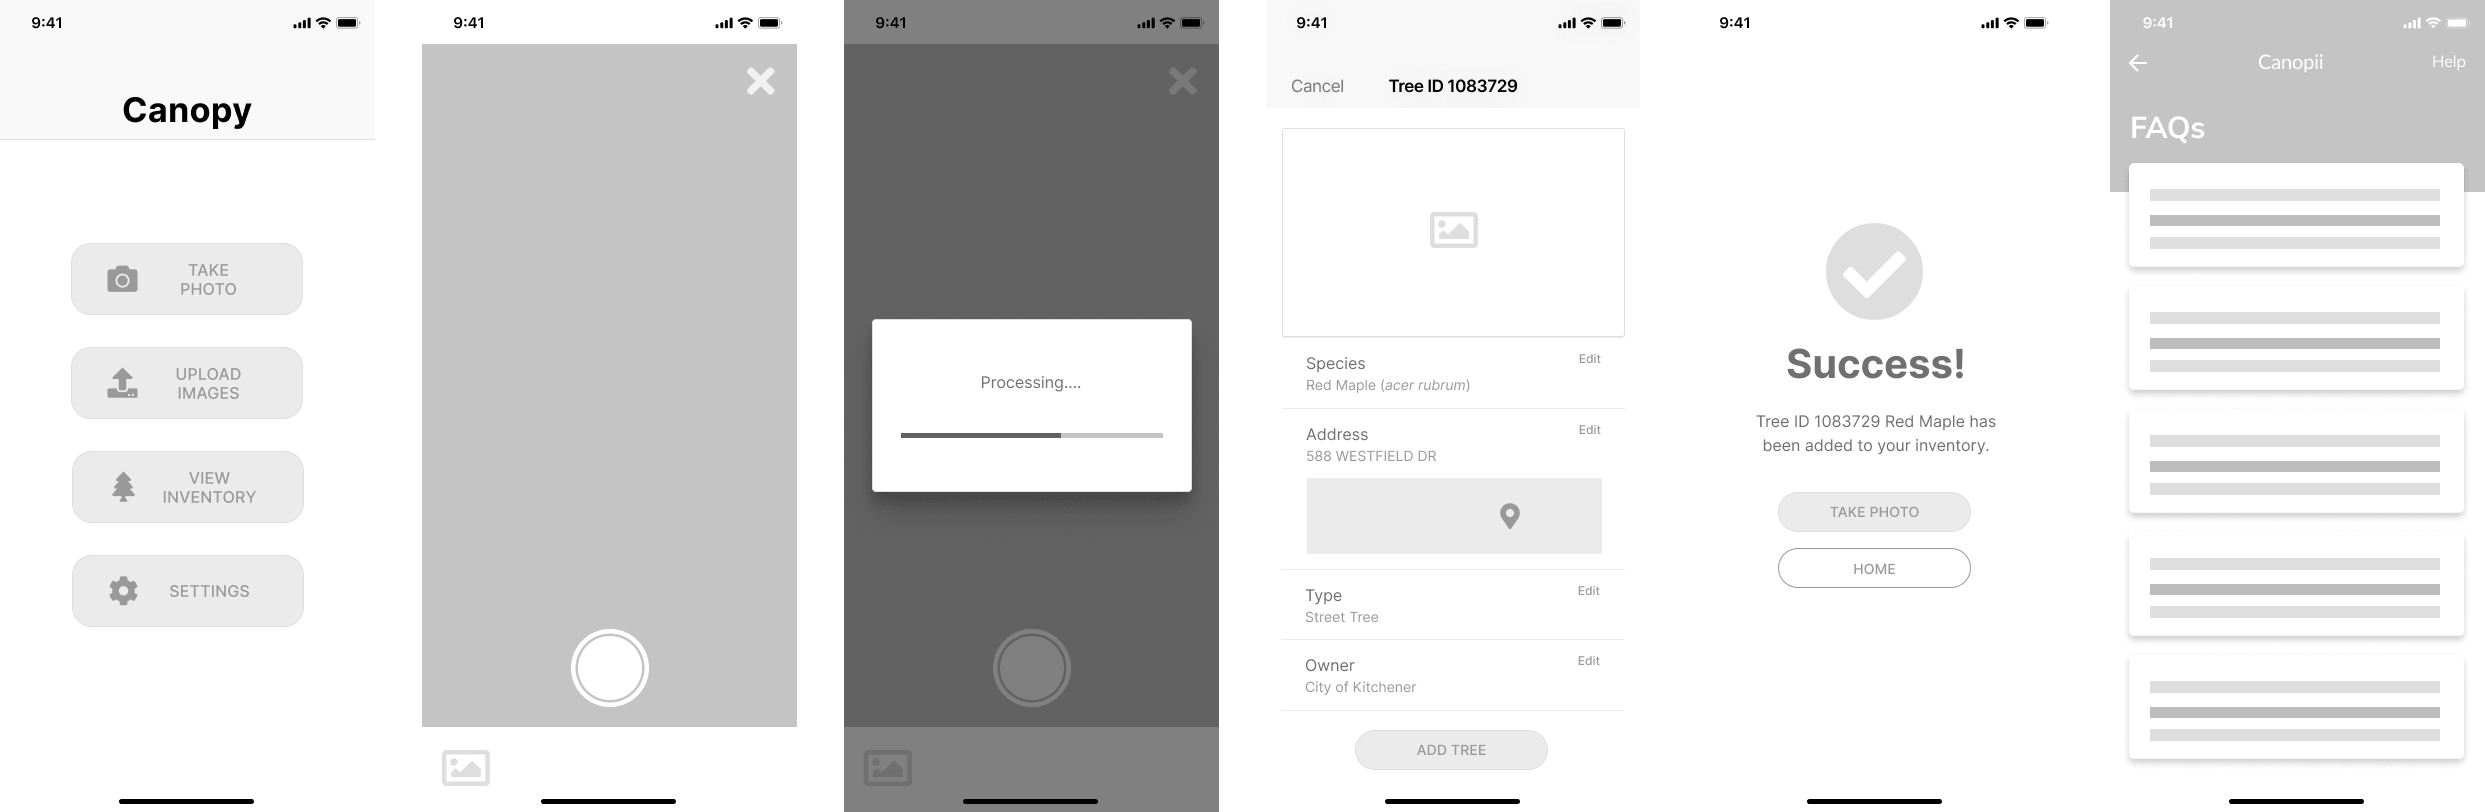 9:41
Canopy
TAKE
PHOTO
UPLOAD
IMAGES
VIEW
INVENTORY
SETTINGS
9:41
9:41
Processing....
9:41
Cancel
Tree ID 1083729
Species
Edit
Red Maple (acer rubrum)
Address
Edit
588 WESTFIELD DR
Type
Edit
Street Tree
Owner
Edit
City of Kitchener
ADD TREE
9:41
Success!
Tree ID 1083729 Red Maple has
been added to your inventory.
TAKE PHOTO
HOME
9:41
Canopii
Help
FAQs